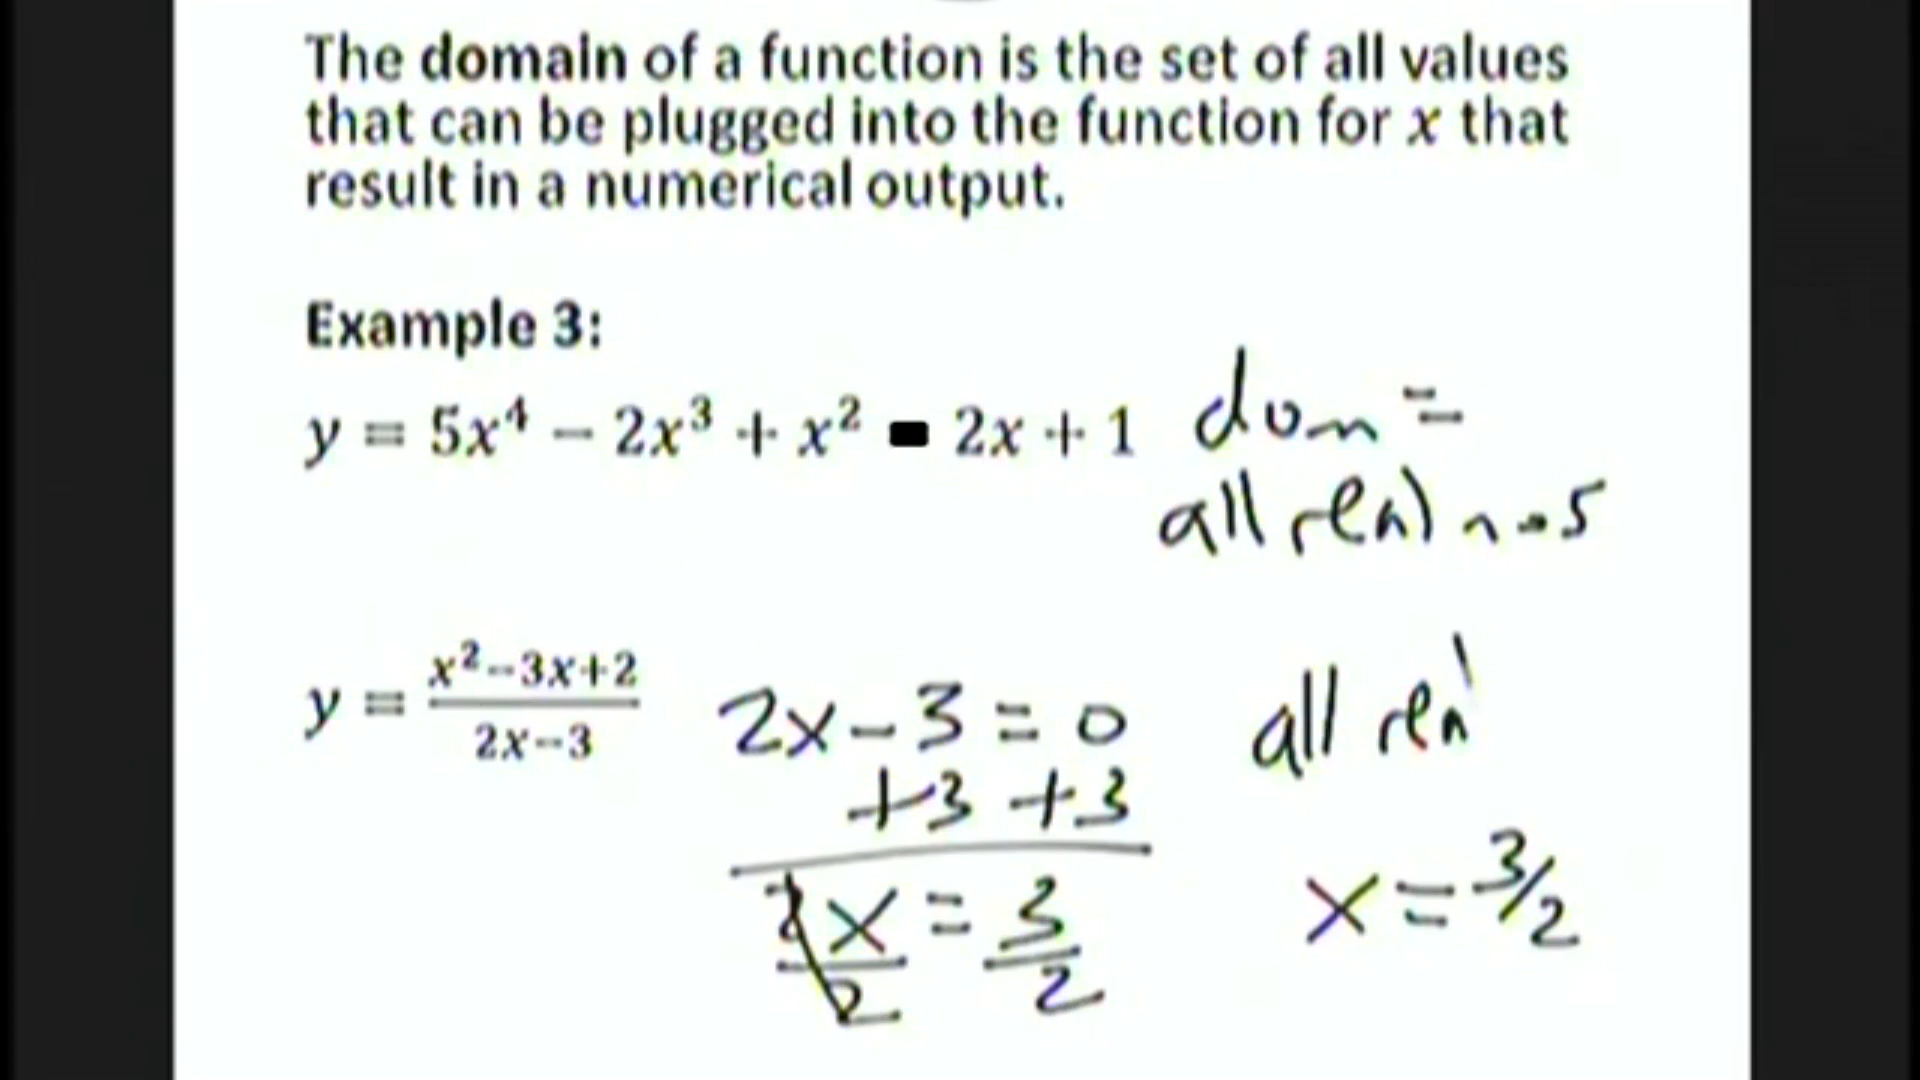 The domain of a function is the set of all values
that can be plugged into the function for x that
result in a numerical output.
Example 3:
y = 5x⁴ − 2x³ + x² - 2x + 1 dom =
all real nos
y = (x²−3x+2)/(2x−3) 2x − 3 = 0 all real
+3 +3
2x/2 = 3/2 x = 3/2